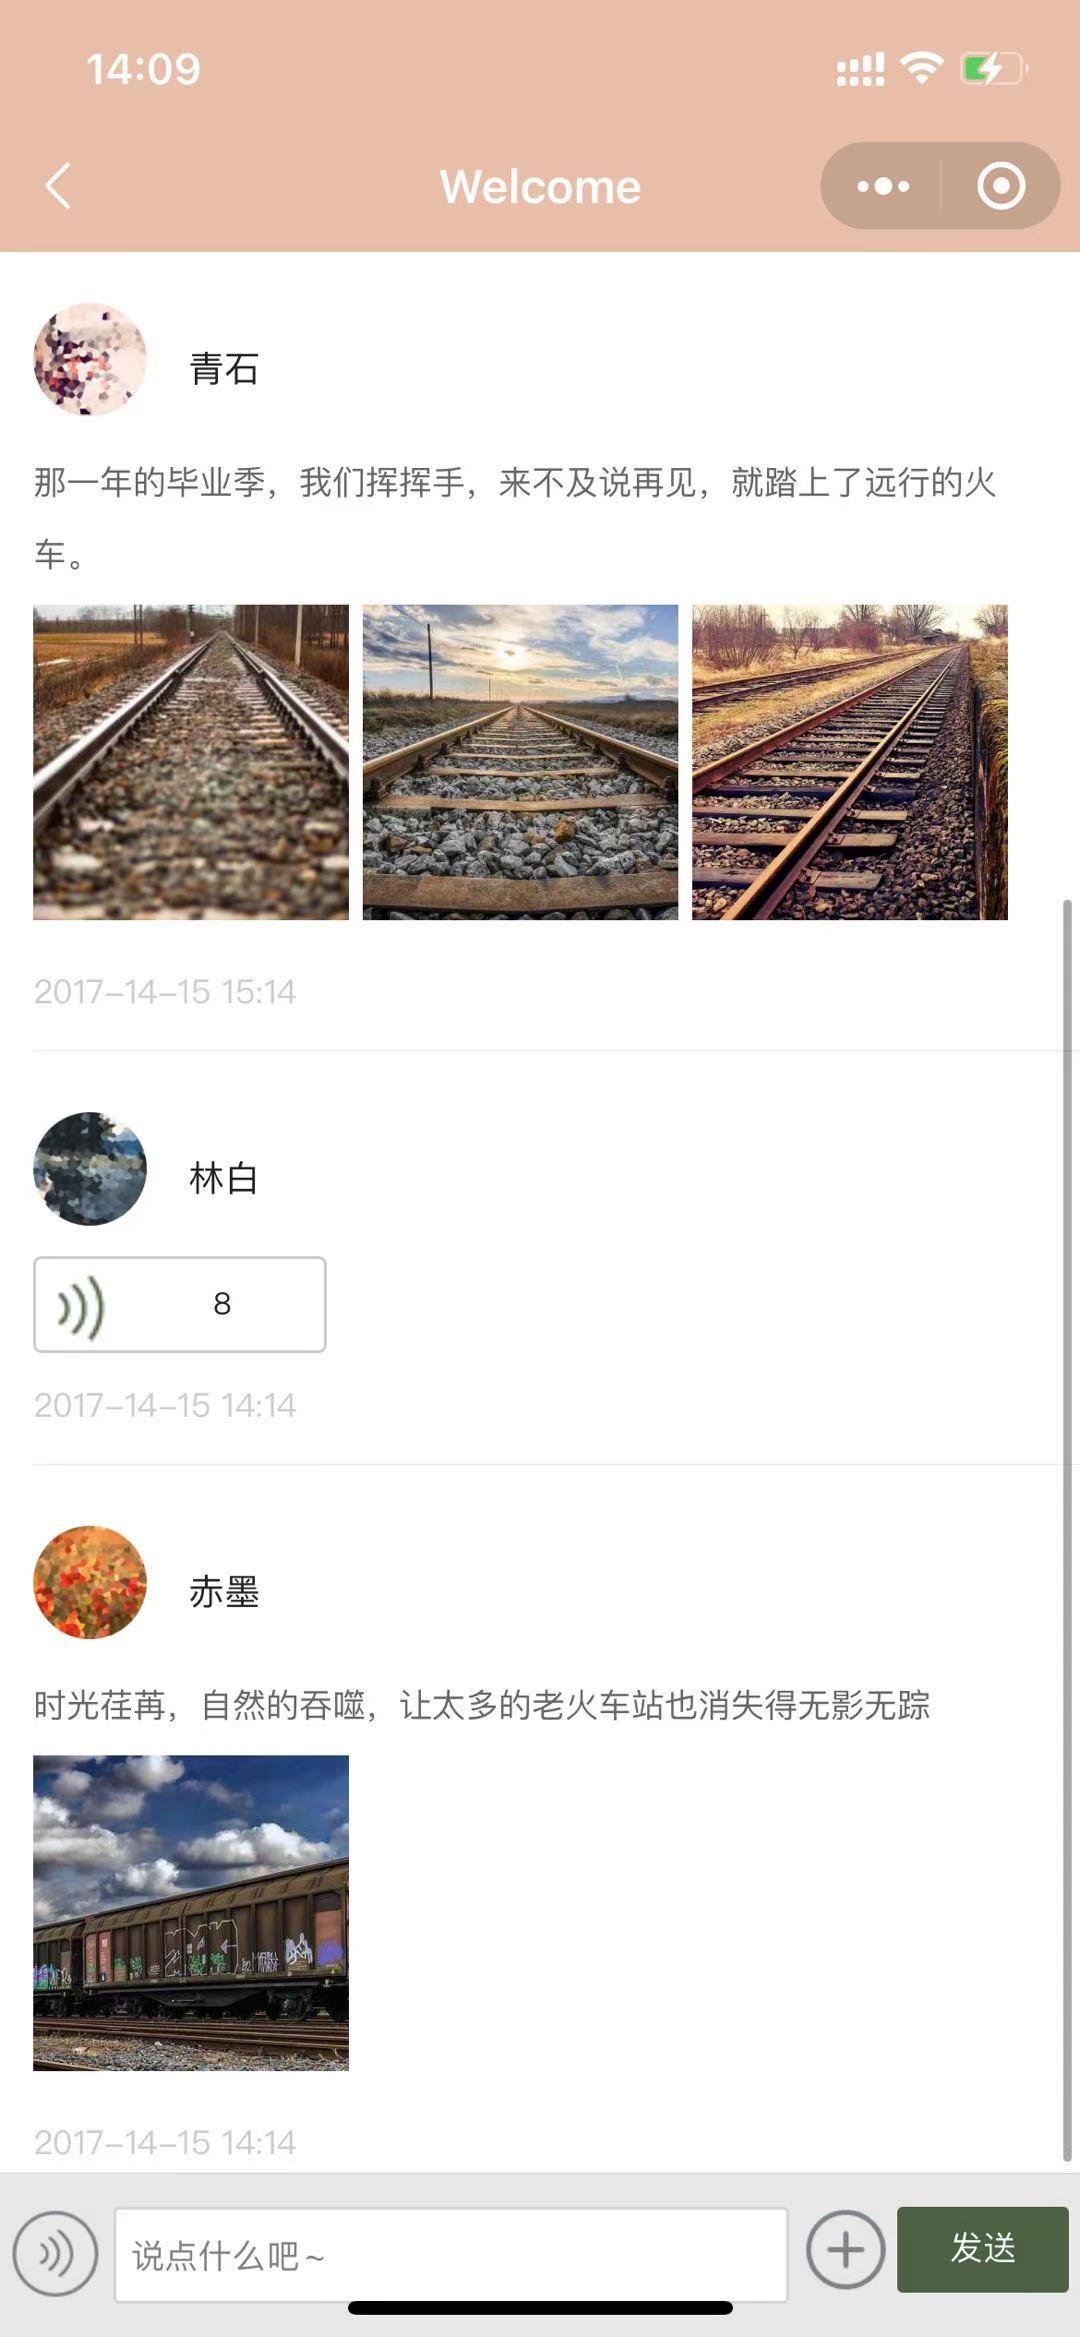 14:09
Welcome
青石
那一年的毕业季，我们挥挥手，来不及说再见，就踏上了远行的火
车。
2017-14-15 15:14
林白
8
2017-14-15 14:14
赤墨
时光荏苒，自然的吞噬，让太多的老火车站也消失得无影无踪
2017-14-15 14:14
说点什么吧~
发送